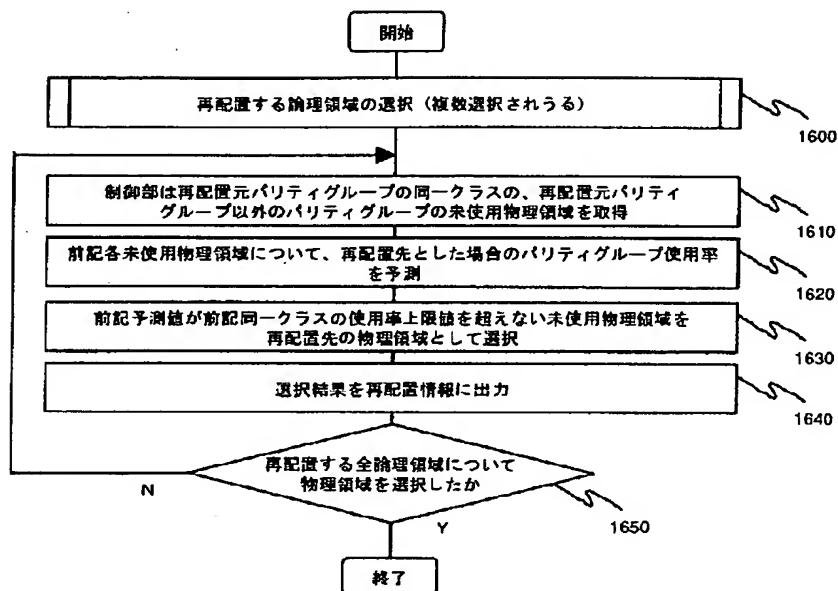 開始
再配置する論理領域の選択（複数選択されうる）
1600
制御部は再配置元パリティグループの同一クラスの、再配置元パリティ
グループ以外のパリティグループの未使用物理領域を取得
1610
前記各未使用物理領域について、再配置先とした場合のパリティグループ使用率
を予測
1620
前記予測値が前記同一クラスの使用率上限値を超えない未使用物理領域を
再配置先の物理領域として選択
1630
選択結果を再配置情報に出力
1640
再配置する全論理領域について
物理領域を選択したか
N
Y
1650
終了